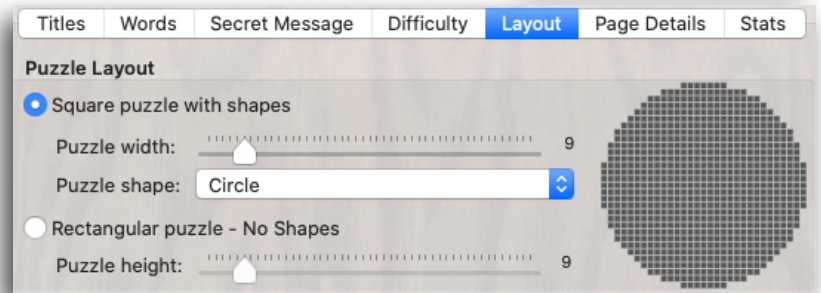 Titles Words Secret Message Difficulty Layout Page Details Stats
Puzzle Layout
Square puzzle with shapes
Puzzle width: 9
Puzzle shape: Circle
Rectangular puzzle - No Shapes
Puzzle height: 9